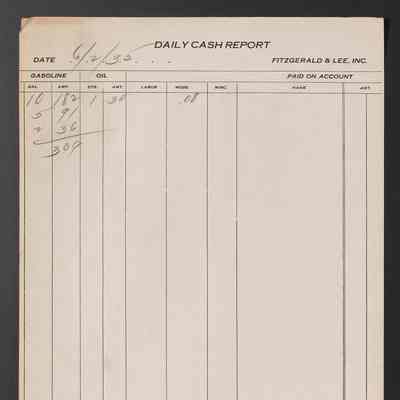 DAILY CASH REPORT
DATE 6/2/32 FITZGERALD & LEE, INC.
GASOLINE OIL PAID ON ACCOUNT
GAL. AMT. QTS. AMT. LABOR MDSE. MISC. NAME AMT.
10 182 1 30 .08
5 91
2 36
309